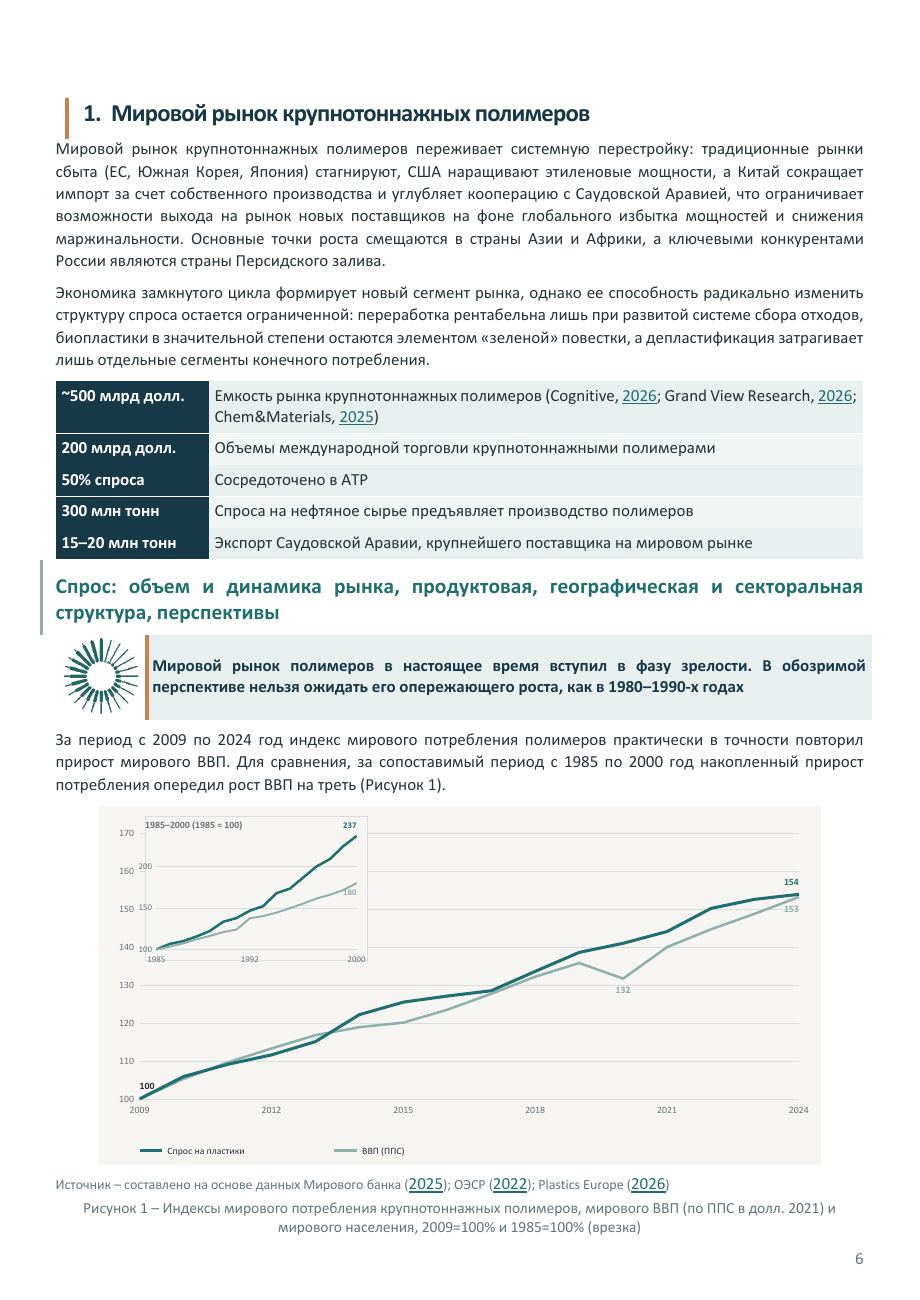 1. Мировой рынок крупнотоннажных полимеров
Мировой рынок крупнотоннажных полимеров переживает системную перестройку: традиционные рынки
сбыта (ЕС, Южная Корея, Япония) стагнируют, США наращивают этиленовые мощности, а Китай сокращает
импорт за счет собственного производства и углубляет кооперацию с Саудовской Аравией, что ограничивает
возможности выхода на рынок новых поставщиков на фоне глобального избытка мощностей и снижения
маржинальности. Основные точки роста смещаются в страны Азии и Африки, а ключевыми конкурентами
России являются страны Персидского залива.
Экономика замкнутого цикла формирует новый сегмент рынка, однако ее способность радикально изменить
структуру спроса остается ограниченной: переработка рентабельна лишь при развитой системе сбора отходов,
биопластики в значительной степени остаются элементом «зеленой» повестки, а депластификация затрагивает
лишь отдельные сегменты конечного потребления.
~500 млрд долл. Емкость рынка крупнотоннажных полимеров (Cognitive, 2026; Grand View Research, 2026;
Chem&Materials, 2025)
200 млрд долл. Объемы международной торговли крупнотоннажными полимерами
50% спроса Сосредоточено в АТР
300 млн тонн Спроса на нефтяное сырье предъявляет производство полимеров
15–20 млн тонн Экспорт Саудовской Аравии, крупнейшего поставщика на мировом рынке
Спрос: объем и динамика рынка, продуктовая, географическая и секторальная
структура, перспективы
Мировой рынок полимеров в настоящее время вступил в фазу зрелости. В обозримой
перспективе нельзя ожидать его опережающего роста, как в 1980–1990-х годах
За период с 2009 по 2024 год индекс мирового потребления полимеров практически в точности повторил
прирост мирового ВВП. Для сравнения, за сопоставимый период с 1985 по 2000 год накопленный прирост
потребления опередил рост ВВП на треть (Рисунок 1).
1985–2000 (1985 = 100) 237
170
160
200
180
154
150
150
153
140
100
1985 1992 2000
130
132
120
110
100
100
2009 2012 2015 2018 2021 2024
Спрос на пластики ВВП (ППС)
Источник – составлено на основе данных Мирового банка (2025); ОЭСР (2022); Plastics Europe (2026)
Рисунок 1 – Индексы мирового потребления крупнотоннажных полимеров, мирового ВВП (по ППС в долл. 2021) и
мирового населения, 2009=100% и 1985=100% (врезка)
6